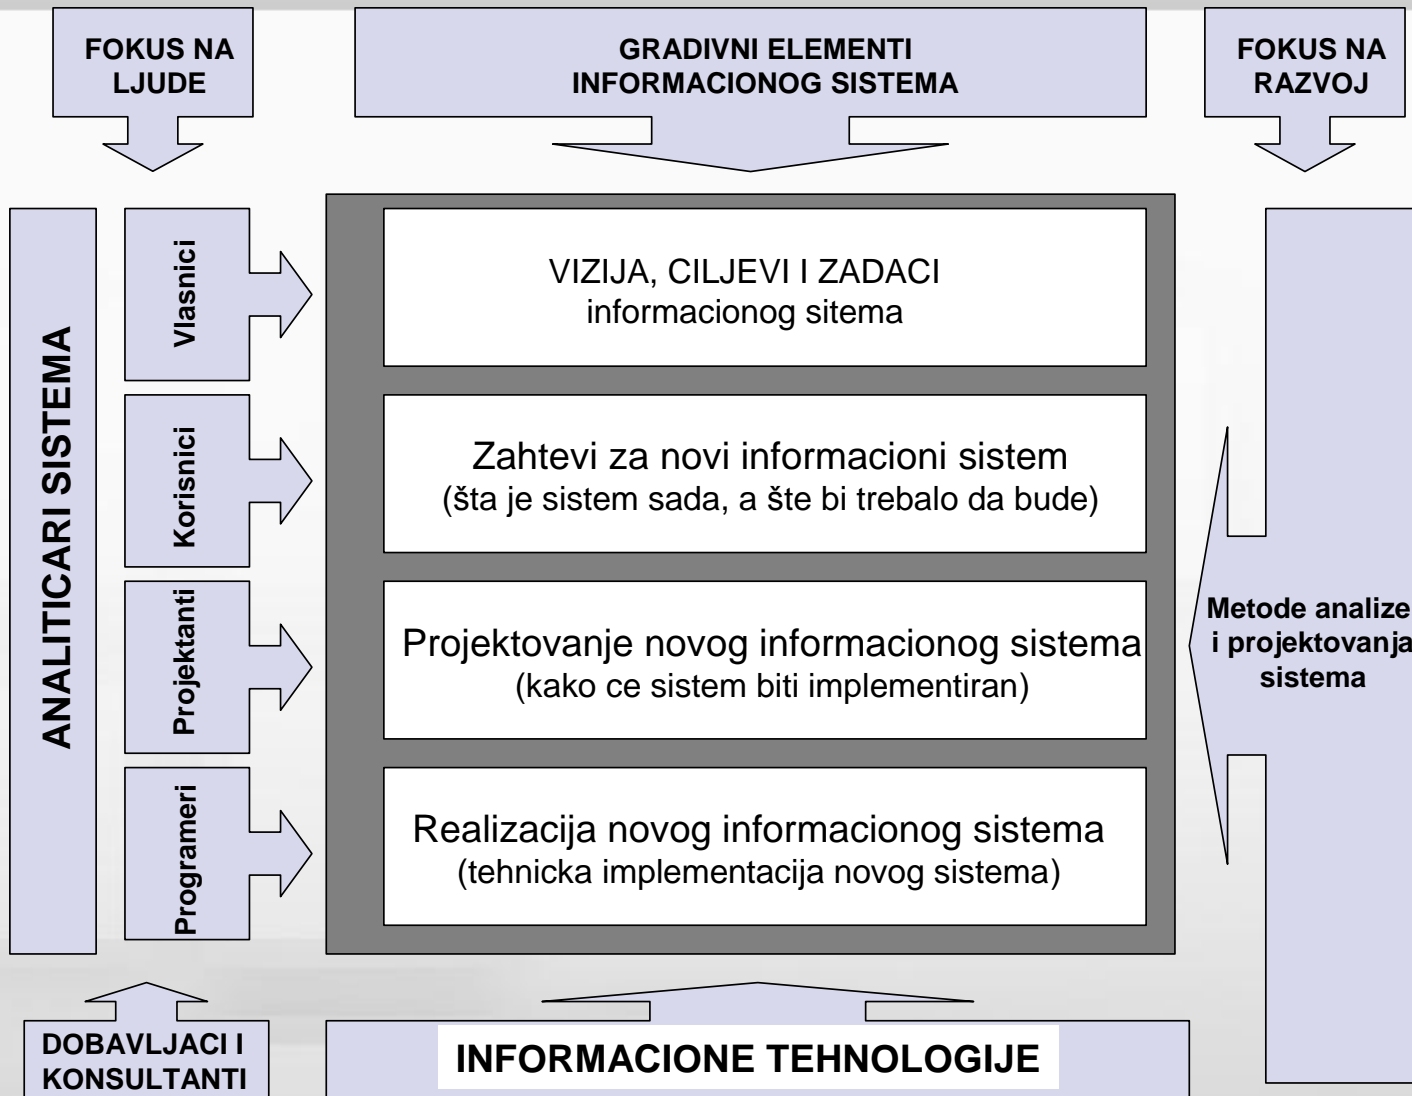 FOKUS NA
LJUDE
GRADIVNI ELEMENTI
INFORMACIONOG SISTEMA
FOKUS NA
RAZVOJ
ANALITICARI SISTEMA
Vlasnici
VIZIJA, CILJEVI I ZADACI
informacionog sitema
Korisnici
Zahtevi za novi informacioni sistem
(šta je sistem sada, a šte bi trebalo da bude)
Projektanti
Projektovanje novog informacionog sistema
(kako ce sistem biti implementiran)
Programeri
Realizacija novog informacionog sistema
(tehnicka implementacija novog sistema)
Metode analize
i projektovanja
sistema
DOBAVLJACI I
KONSULTANTI
INFORMACIONE TEHNOLOGIJE